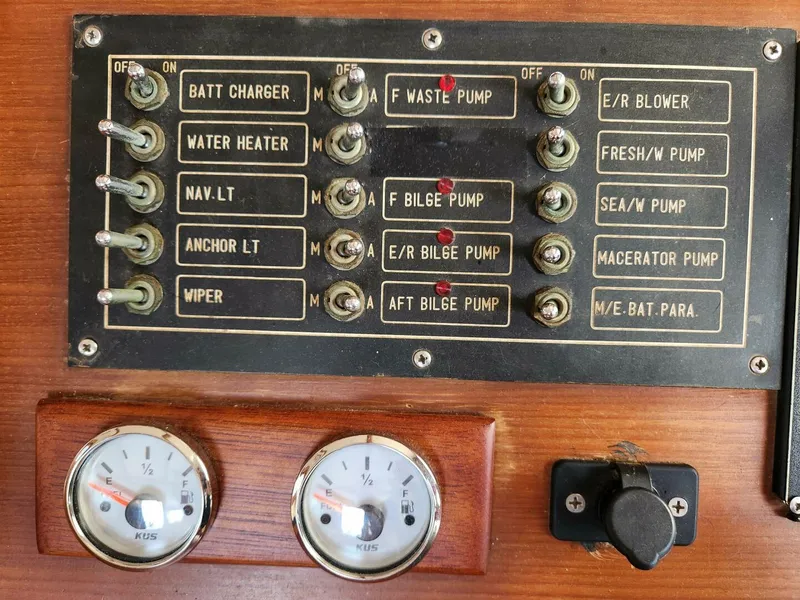 OFF ON OFF OFF ON
BATT CHARGER M A F WASTE PUMP E/R BLOWER
WATER HEATER M FRESH/W PUMP
NAV.LT M A F BILGE PUMP SEA/W PUMP
ANCHOR LT M A E/R BILGE PUMP MACERATOR PUMP
WIPER M A AFT BILGE PUMP M/E.BAT.PARA.
E 1/2 F
KUS
E 1/2 F
KUS